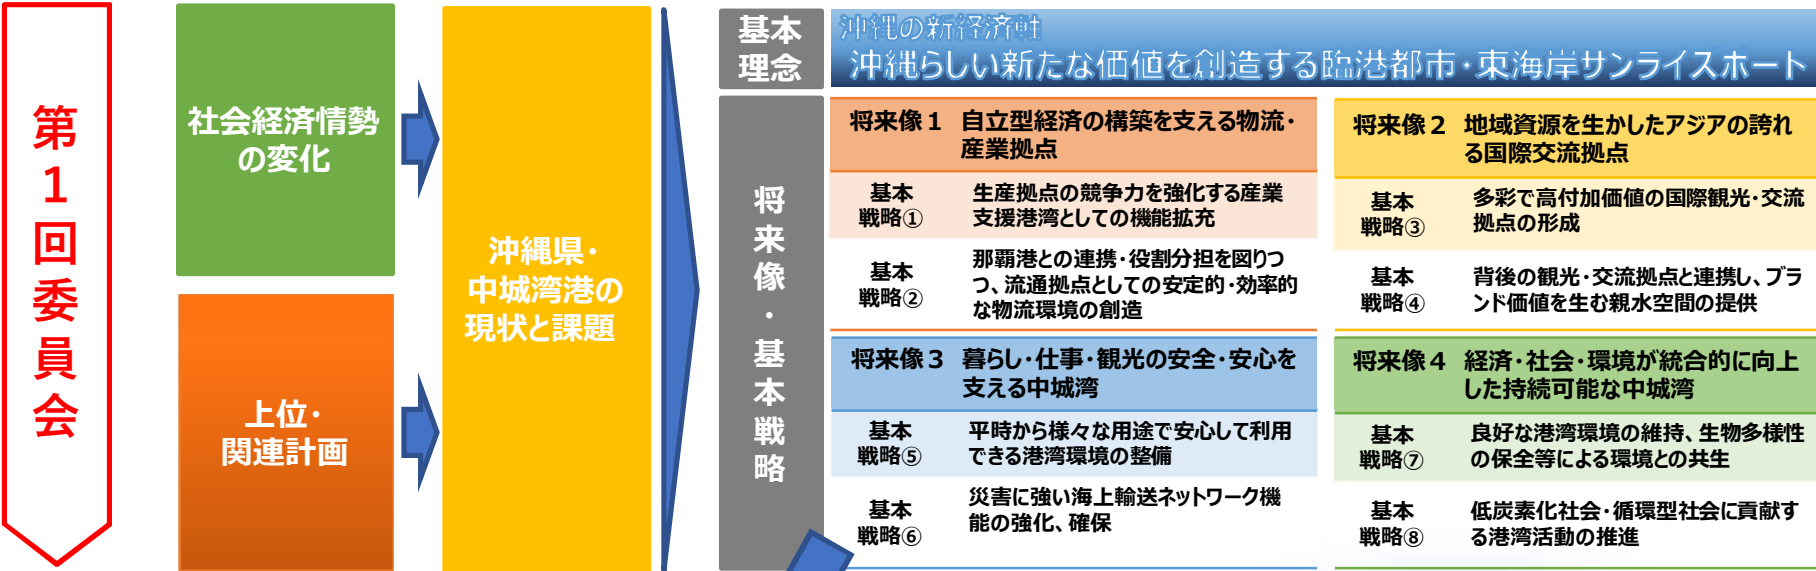 第1回委員会
社会経済情勢
の変化
上位・
関連計画
沖縄県・
中城湾港の
現状と課題
基本
理念
沖縄の新経済軸
沖縄らしい新たな価値を創造する臨港都市・東海岸サンライズポート
将来像・基本戦略
将来像１ 自立型経済の構築を支える物流・
産業拠点
基本
戦略①
生産拠点の競争力を強化する産業
支援港湾としての機能拡充
基本
戦略②
那覇港との連携・役割分担を図りつ
つ、流通拠点としての安定的・効率的
な物流環境の創造
将来像２ 地域資源を生かしたアジアの誇れ
る国際交流拠点
基本
戦略③
多彩で高付加価値の国際観光・交流
拠点の形成
基本
戦略④
背後の観光・交流拠点と連携し、ブラ
ンド価値を生む親水空間の提供
将来像３ 暮らし・仕事・観光の安全・安心を
支える中城湾
基本
戦略⑤
平時から様々な用途で安心して利用
できる港湾環境の整備
基本
戦略⑥
災害に強い海上輸送ネットワーク機
能の強化、確保
将来像４ 経済・社会・環境が統合的に向上
した持続可能な中城湾
基本
戦略⑦
良好な港湾環境の維持、生物多様性
の保全等による環境との共生
基本
戦略⑧
低炭素化社会・循環型社会に貢献す
る港湾活動の推進